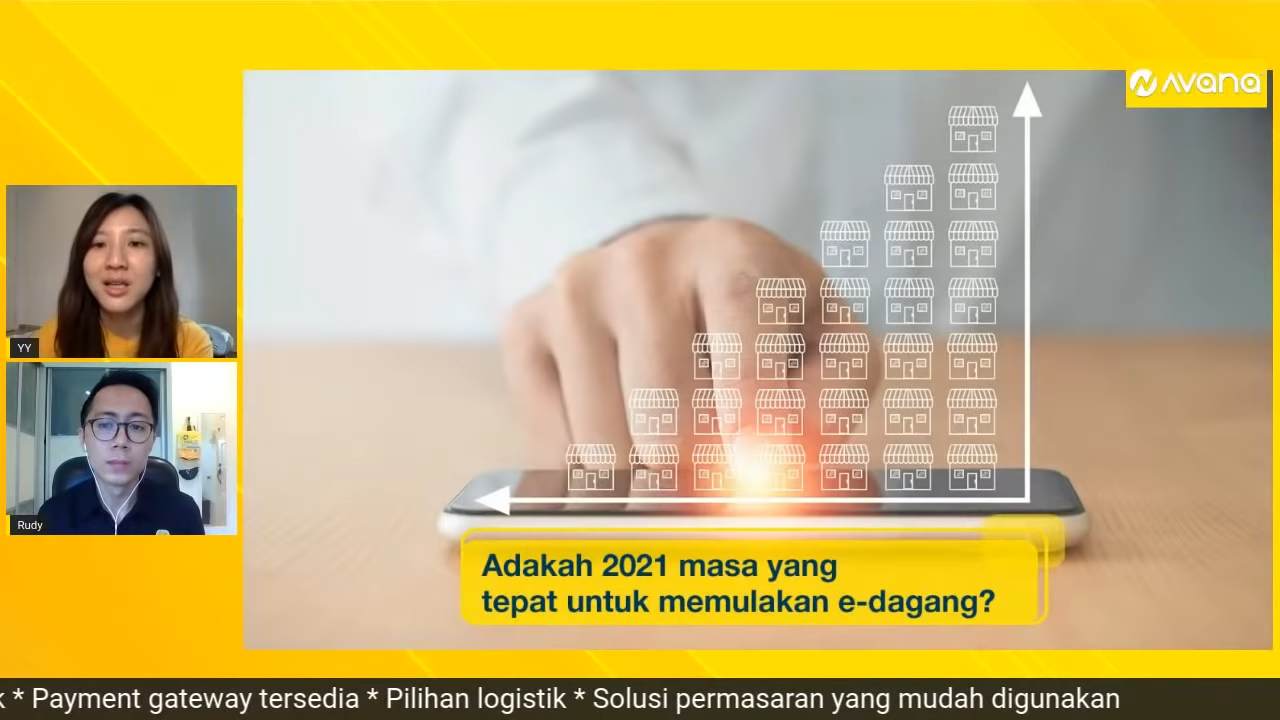 avana
YY
Rudy
Adakah 2021 masa yang
tepat untuk memulakan e-dagang?
* Payment gateway tersedia * Pilihan logistik * Solusi permasaran yang mudah digunakan